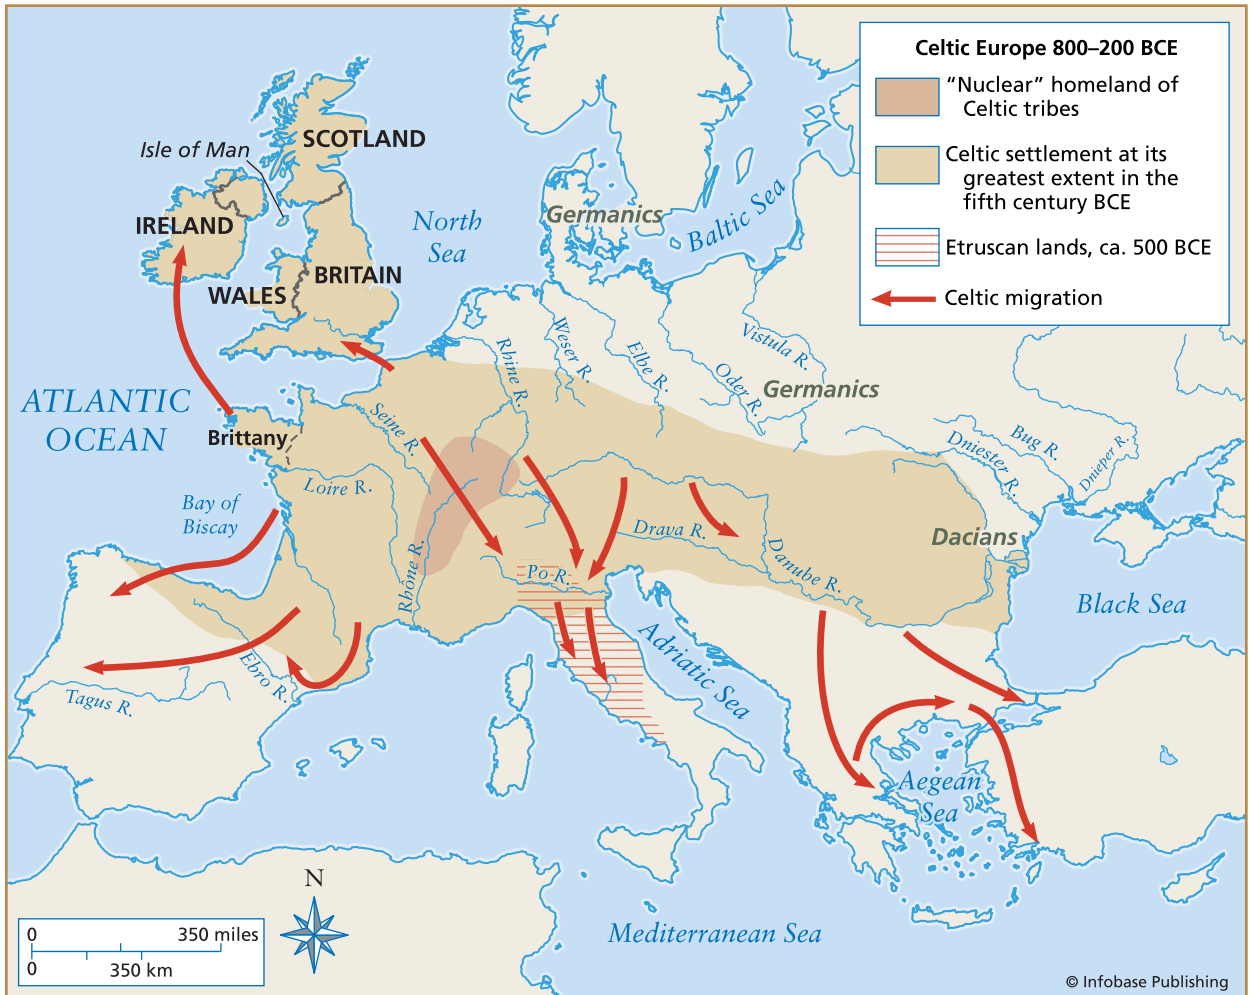 Celtic Europe 800–200 BCE
“Nuclear” homeland of
Celtic tribes
Celtic settlement at its
greatest extent in the
fifth century BCE
Etruscan lands, ca. 500 BCE
Celtic migration
SCOTLAND
Isle of Man
IRELAND
North
Sea
Germanics
Baltic Sea
BRITAIN
WALES
Rhine R.
Weser R.
Elbe R.
Oder R.
Vistula R.
Germanics
ATLANTIC
OCEAN
Brittany
Seine R.
Loire R.
Bay of
Biscay
Rhône R.
Po R.
Drava R.
Danube R.
Dniester R.
Bug R.
Dnieper R.
Dacians
Black Sea
Adriatic Sea
Ebro R.
Tagus R.
Aegean
Sea
Mediterranean Sea
N
0
350 miles
0
350 km
© Infobase Publishing